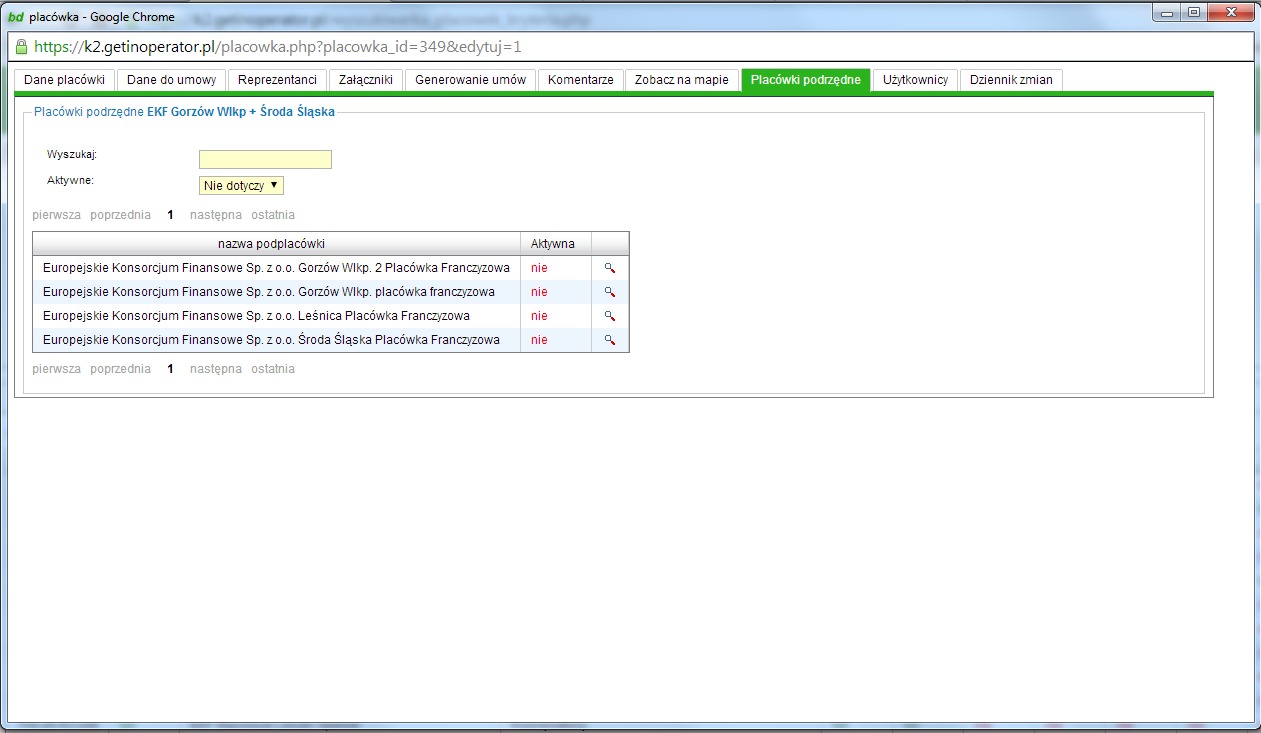 bd placówka - Google Chrome
https://k2.getinoperator.pl/placowka.php?placowka_id=349&edytuj=1
Dane placówki Dane do umowy Reprezentanci Załączniki Generowanie umów Komentarze Zobacz na mapie Placówki podrzędne Użytkownicy Dziennik zmian
Placówki podrzędne EKF Gorzów Wlkp + Środa Śląska
Wyszukaj:
Aktywne: Nie dotyczy
pierwsza poprzednia 1 następna ostatnia
nazwa podplacówki Aktywna
Europejskie Konsorcjum Finansowe Sp. z o.o. Gorzów Wlkp. 2 Placówka Franczyzowa nie
Europejskie Konsorcjum Finansowe Sp. z o.o. Gorzów Wlkp. placówka franczyzowa nie
Europejskie Konsorcjum Finansowe Sp. z o.o. Leśnica Placówka Franczyzowa nie
Europejskie Konsorcjum Finansowe Sp. z o.o. Środa Śląska Placówka Franczyzowa nie
pierwsza poprzednia 1 następna ostatnia